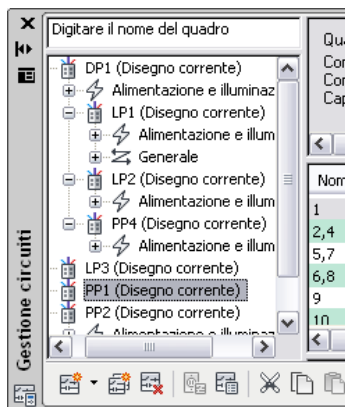 Digitare il nome del quadro
DP1 (Disegno corrente)
Alimentazione e illuminaz
LP1 (Disegno corrente)
Alimentazione e illum
Generale
LP2 (Disegno corrente)
Alimentazione e illum
PP4 (Disegno corrente)
Alimentazione e illum
LP3 (Disegno corrente)
PP1 (Disegno corrente)
PP2 (Disegno corrente)
Alimentazione e illuminaz
Gestione circuiti
Qua
Cor
Cor
Cap
Nom
1
2,4
5,7
6,8
9
10